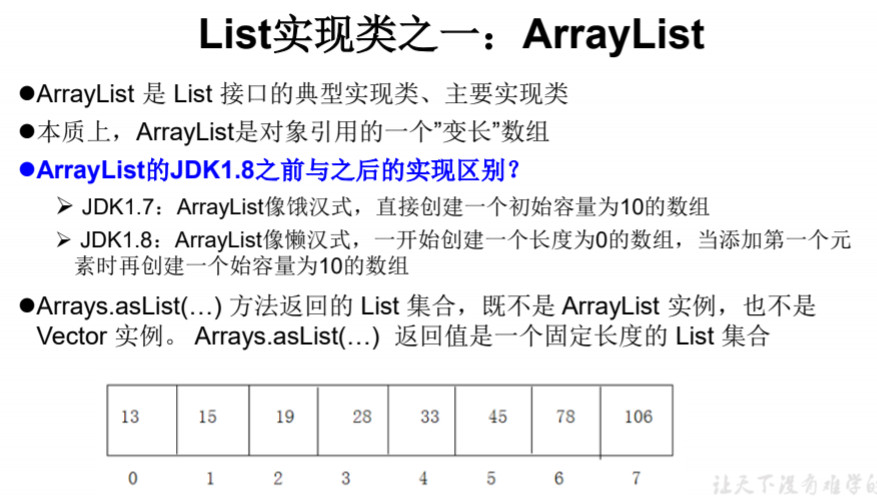 List实现类之一：ArrayList
●ArrayList 是 List 接口的典型实现类、主要实现类
●本质上，ArrayList是对象引用的一个”变长”数组
●ArrayList的JDK1.8之前与之后的实现区别？
➢ JDK1.7：ArrayList像饿汉式，直接创建一个初始容量为10的数组
➢ JDK1.8：ArrayList像懒汉式，一开始创建一个长度为0的数组，当添加第一个元
素时再创建一个始容量为10的数组
●Arrays.asList(…) 方法返回的 List 集合，既不是 ArrayList 实例，也不是
Vector 实例。 Arrays.asList(…) 返回值是一个固定长度的 List 集合
13 15 19 28 33 45 78 106
0 1 2 3 4 5 6 7
让天下没有难学的